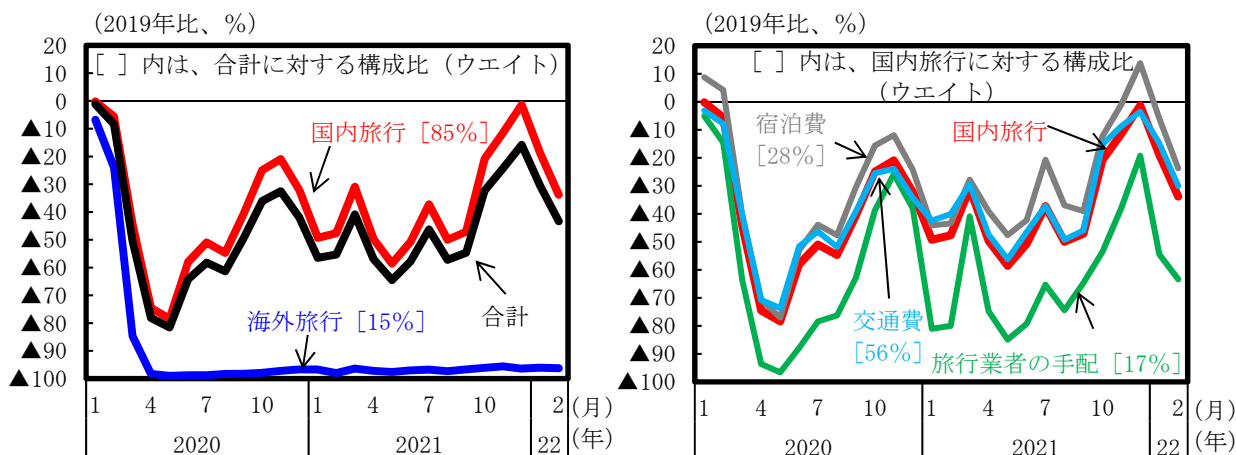 (2019年比、%)
20
10
0
▲10
▲20
▲30
▲40
▲50
▲60
▲70
▲80
▲90
▲100
[ ] 内は、合計に対する構成比(ウエイト)
国内旅行 [85%]
海外旅行 [15%]
合計
1 4 7 10 1 4 7 10 2 (月)
2020 2021 22 (年)
(2019年比、%)
20
10
0
▲10
▲20
▲30
▲40
▲50
▲60
▲70
▲80
▲90
▲100
[ ] 内は、国内旅行に対する構成比
(ウエイト)
宿泊費
[28%]
国内旅行
交通費
[56%]
旅行業者の手配 [17%]
1 4 7 10 1 4 7 10 2 (月)
2020 2021 22 (年)